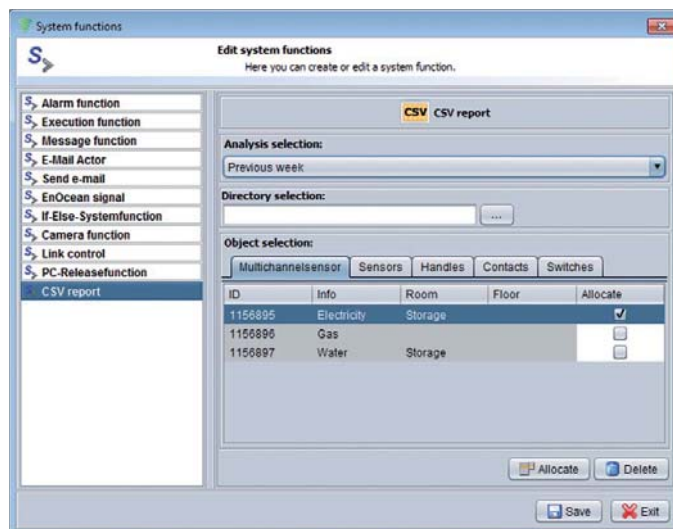 System functions
Edit system functions
Here you can create or edit a system function.
Alarm function
Execution function
Message function
E-Mail Actor
Send e-mail
EnOcean signal
If-Else-Systemfunction
Camera function
Link control
PC-Releasefunction
CSV report
CSV CSV report
Analysis selection:
Previous week
Directory selection:
...
Object selection:
Multichannelsensor Sensors Handles Contacts Switches
ID Info Room Floor Allocate
1156895 Electricity Storage
1156896 Gas
1156897 Water Storage
Allocate Delete
Save Exit